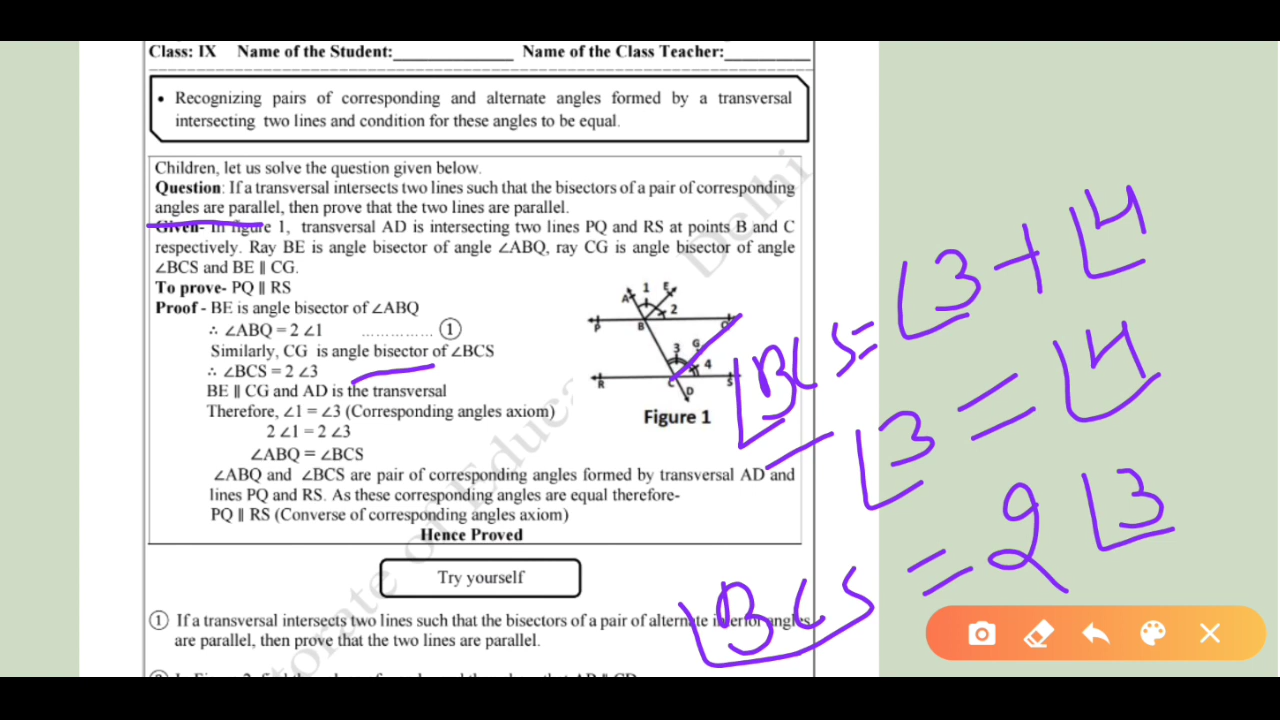 Class: IX Name of the Student:____________ Name of the Class Teacher:_________
• Recognizing pairs of corresponding and alternate angles formed by a transversal
intersecting two lines and condition for these angles to be equal.
Children, let us solve the question given below.
Question: If a transversal intersects two lines such that the bisectors of a pair of corresponding
angles are parallel, then prove that the two lines are parallel.
Given- In figure 1, transversal AD is intersecting two lines PQ and RS at points B and C
respectively. Ray BE is angle bisector of angle ∠ABQ, ray CG is angle bisector of angle
∠BCS and BE ∥ CG.
To prove- PQ ∥ RS
Proof - BE is angle bisector of ∠ABQ
∴ ∠ABQ = 2 ∠1 ............... ①
Similarly, CG is angle bisector of ∠BCS
∴ ∠BCS = 2 ∠3
BE ∥ CG and AD is the transversal
Therefore, ∠1 = ∠3 (Corresponding angles axiom)
2 ∠1 = 2 ∠3
∠ABQ = ∠BCS
∠ABQ and ∠BCS are pair of corresponding angles formed by transversal AD and
lines PQ and RS. As these corresponding angles are equal therefore-
PQ ∥ RS (Converse of corresponding angles axiom)
Hence Proved
A 1 E
2
P B Q
3 G
4
R C S
D
Figure 1
∠BCS = ∠3 + ∠4
∠3 = ∠4
∠BCS = 2 ∠3
Try yourself
① If a transversal intersects two lines such that the bisectors of a pair of alternate interior angles
are parallel, then prove that the two lines are parallel.